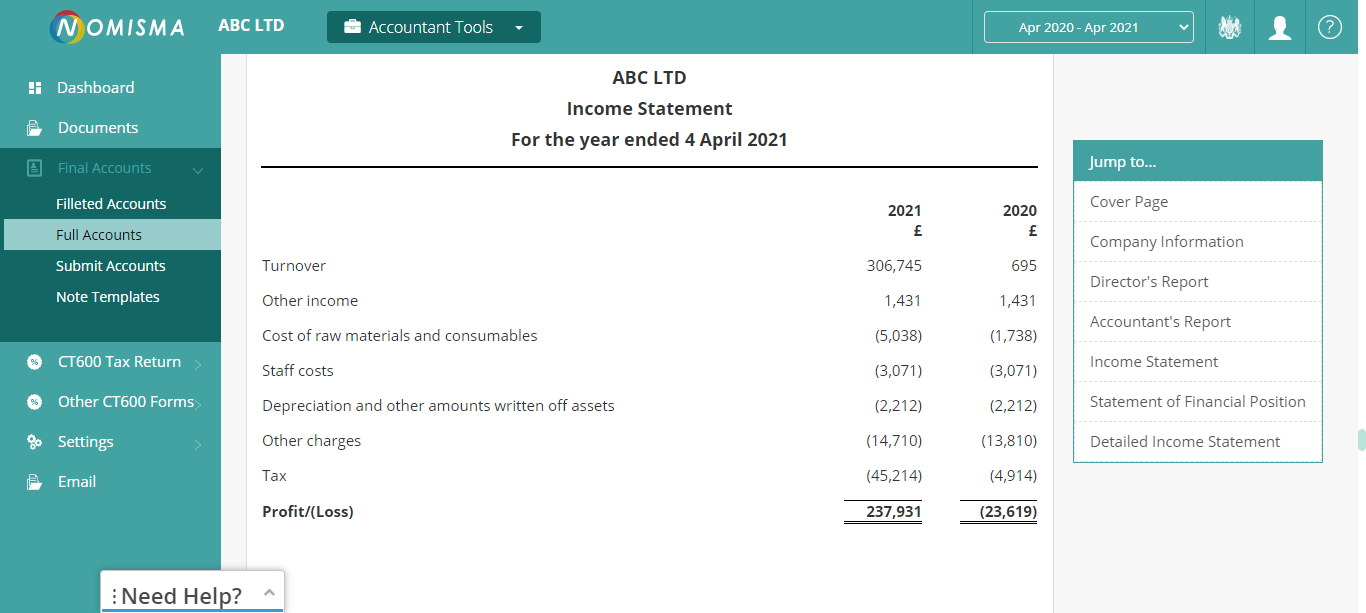 NOMISMA ABC LTD Accountant Tools Apr 2020 - Apr 2021 ?
Dashboard
Documents
Final Accounts
Filleted Accounts
Full Accounts
Submit Accounts
Note Templates
CT600 Tax Return
Other CT600 Forms
Settings
Email
ABC LTD
Income Statement
For the year ended 4 April 2021
2021 2020
£ £
Turnover 306,745 695
Other income 1,431 1,431
Cost of raw materials and consumables (5,038) (1,738)
Staff costs (3,071) (3,071)
Depreciation and other amounts written off assets (2,212) (2,212)
Other charges (14,710) (13,810)
Tax (45,214) (4,914)
Profit/(Loss) 237,931 (23,619)
Jump to...
Cover Page
Company Information
Director's Report
Accountant's Report
Income Statement
Statement of Financial Position
Detailed Income Statement
Need Help?